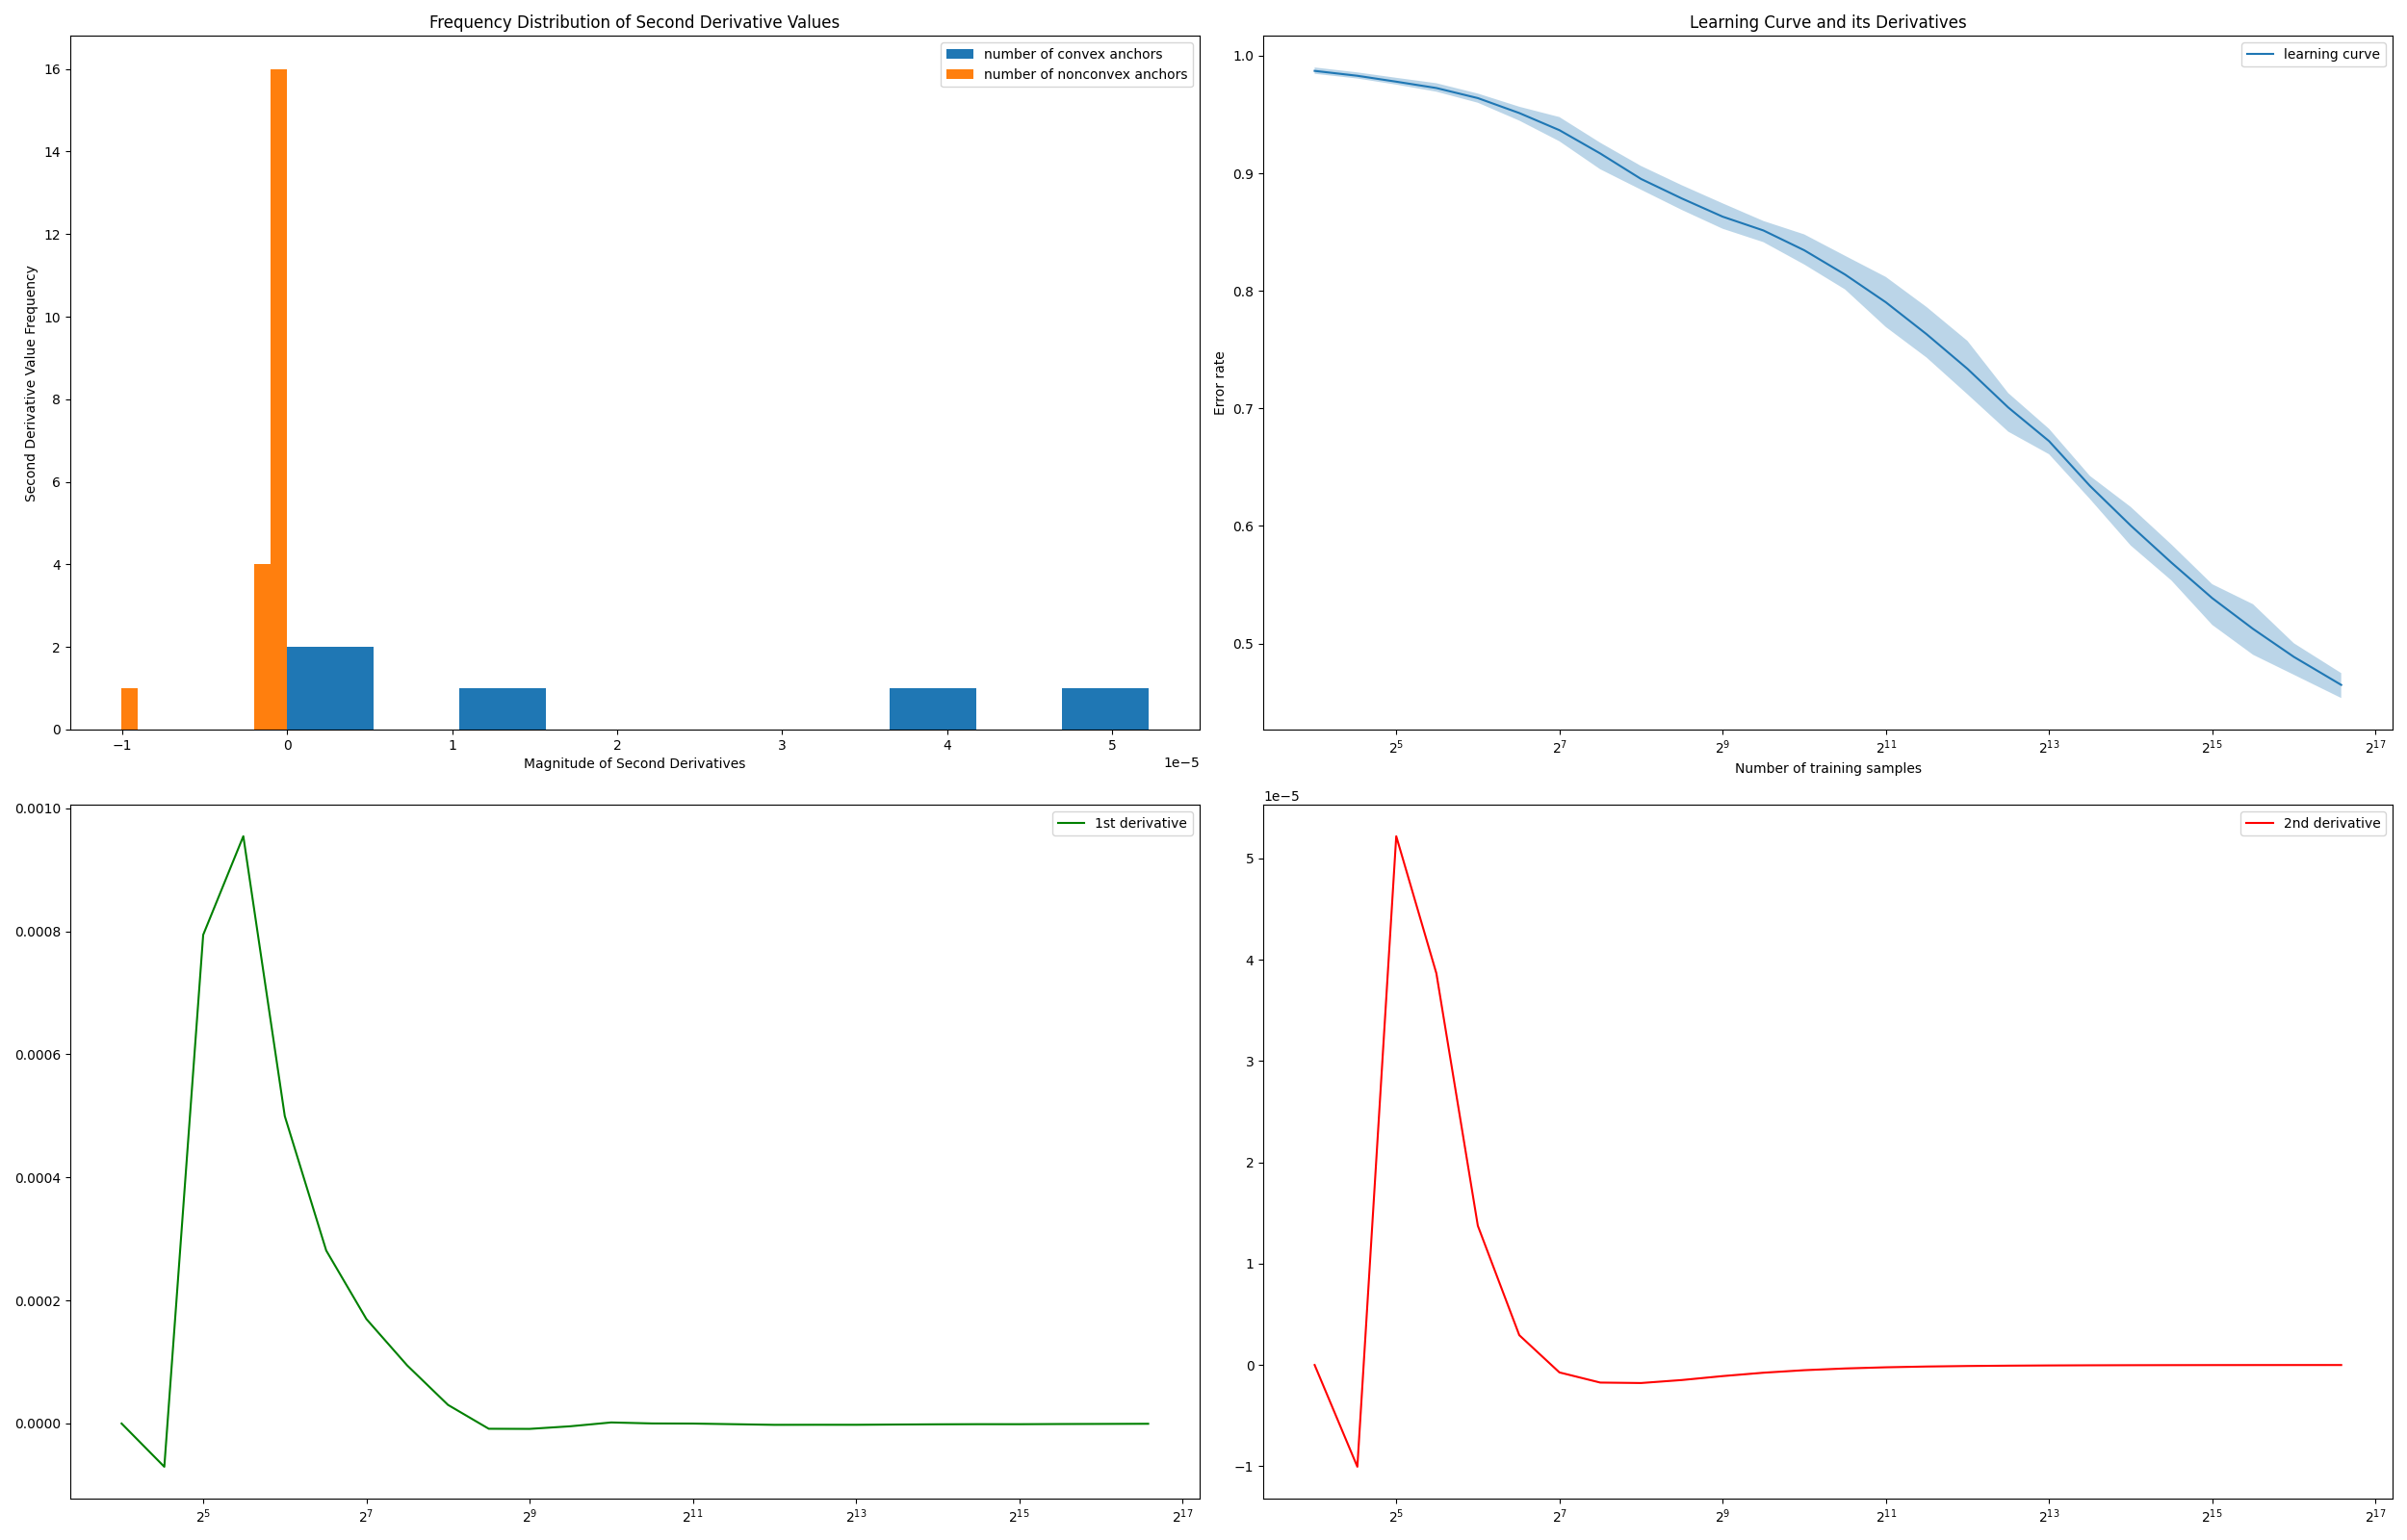 Frequency Distribution of Second Derivative Values
number of convex anchors
number of nonconvex anchors
Second Derivative Value Frequency
16
14
12
10
8
6
4
2
0
−1 0 1 2 3 4 5
1e−5
Magnitude of Second Derivatives
Learning Curve and its Derivatives
learning curve
Error rate
1.0
0.9
0.8
0.7
0.6
0.5
2^5 2^7 2^9 2^11 2^13 2^15 2^17
Number of training samples
1st derivative
0.0010
0.0008
0.0006
0.0004
0.0002
0.0000
2^5 2^7 2^9 2^11 2^13 2^15 2^17
1e−5
2nd derivative
5
4
3
2
1
0
−1
2^5 2^7 2^9 2^11 2^13 2^15 2^17